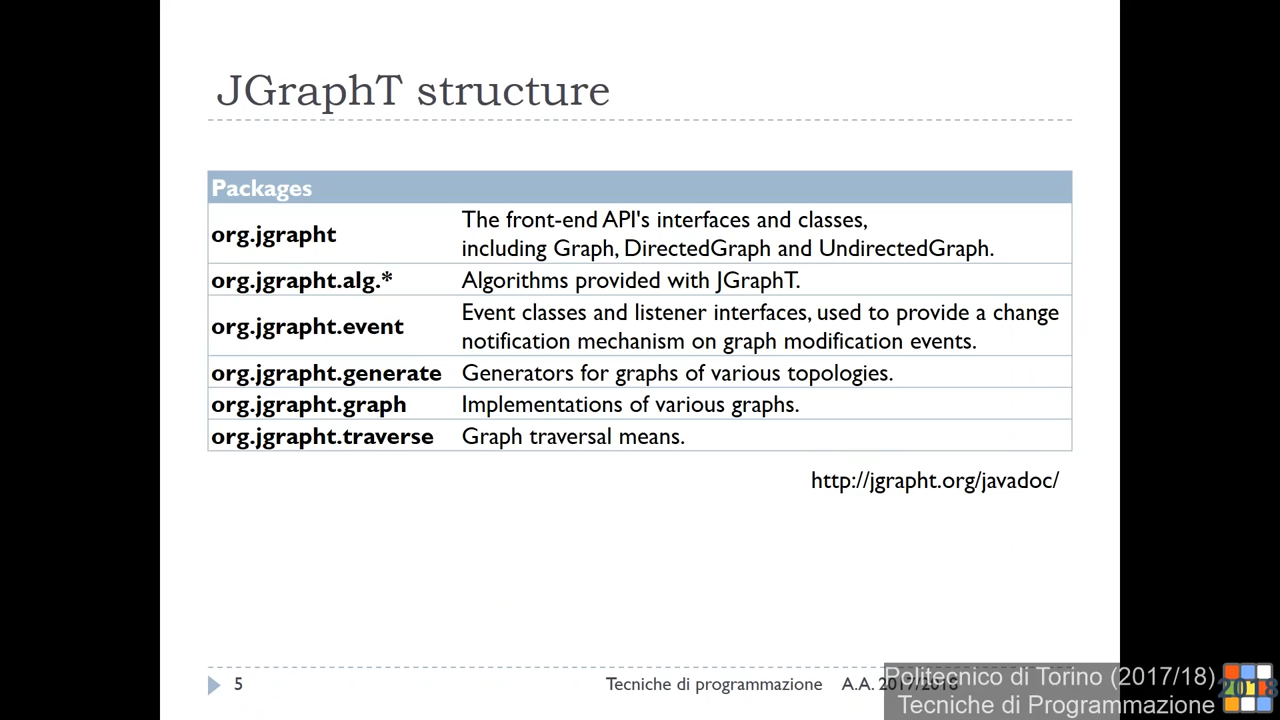 JGraphT structure
Packages
org.jgrapht
The front-end API's interfaces and classes,
including Graph, DirectedGraph and UndirectedGraph.
org.jgrapht.alg.*
Algorithms provided with JGraphT.
org.jgrapht.event
Event classes and listener interfaces, used to provide a change
notification mechanism on graph modification events.
org.jgrapht.generate
Generators for graphs of various topologies.
org.jgrapht.graph
Implementations of various graphs.
org.jgrapht.traverse
Graph traversal means.
http://jgrapht.org/javadoc/
5
Tecniche di programmazione
A.A. 2017/2018
Politecnico di Torino (2017/18)
Tecniche di Programmazione
2018